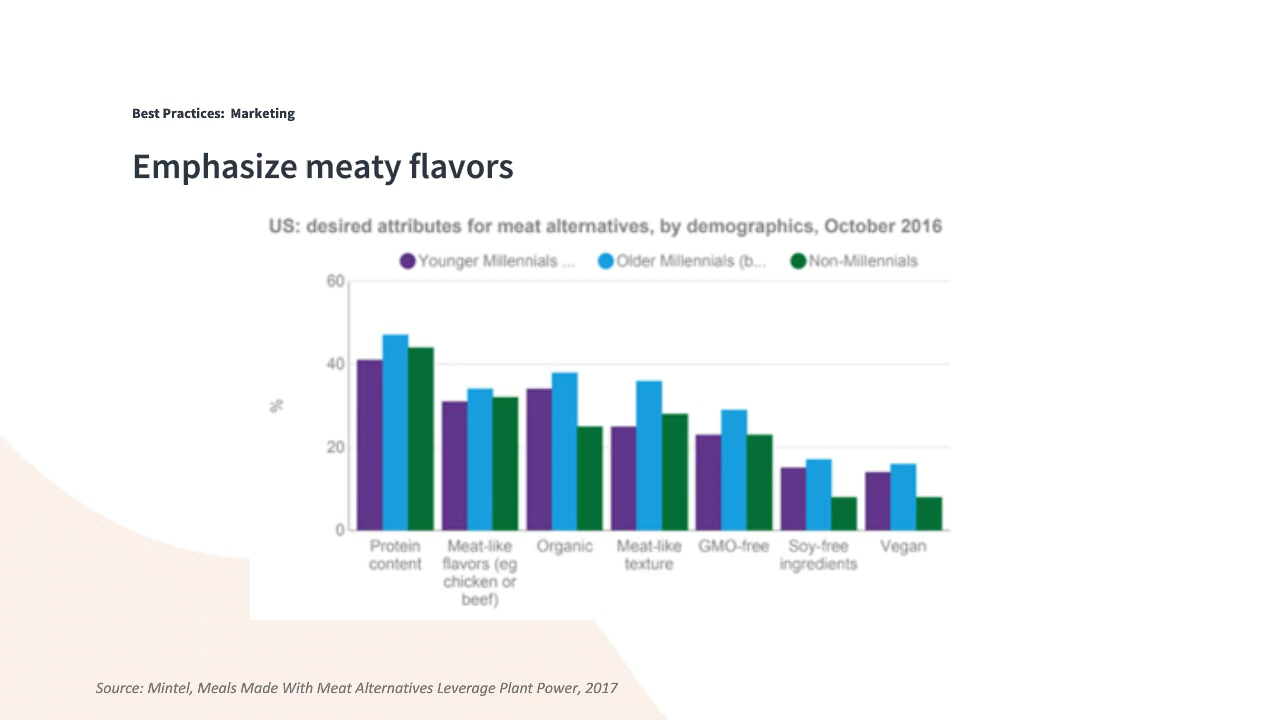 Best Practices:  Marketing
Emphasize meaty flavors
US: desired attributes for meat alternatives, by demographics, October 2016
Younger Millennials ...
Older Millennials (b...
Non-Millennials
60
40
20
0
%
Protein
content
Meat-like
flavors (eg
chicken or
beef)
Organic
Meat-like
texture
GMO-free
Soy-free
ingredients
Vegan
Source: Mintel, Meals Made With Meat Alternatives Leverage Plant Power, 2017